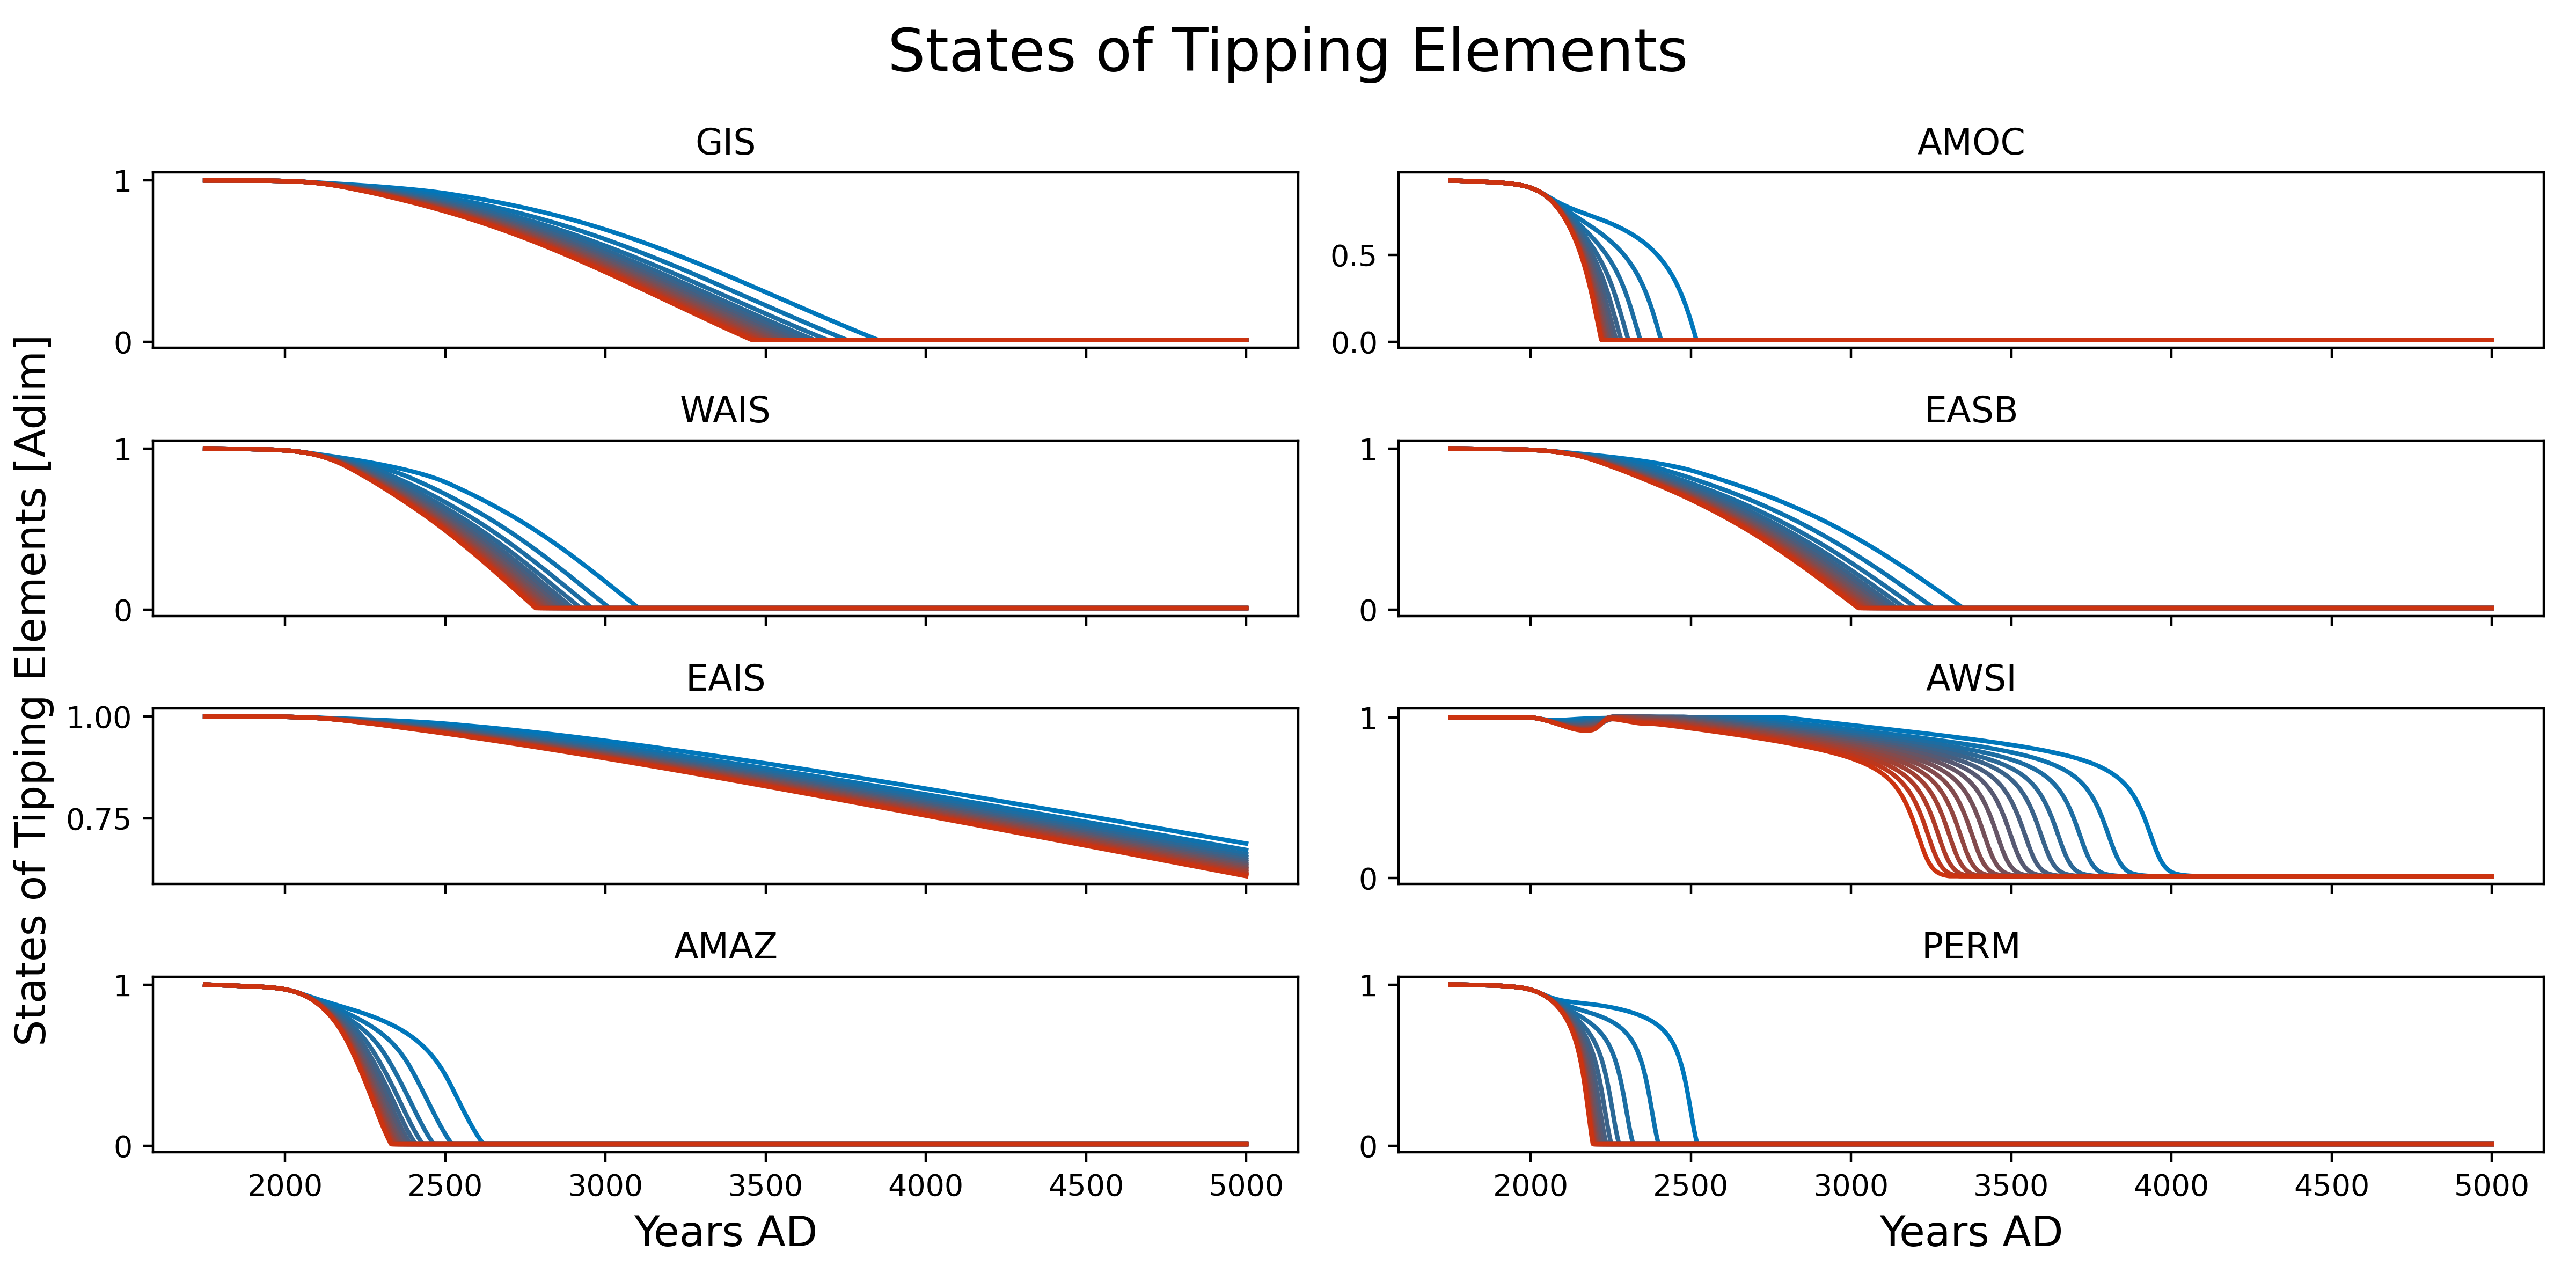 States of Tipping Elements
States of Tipping Elements [Adim]
GIS
1
0
AMOC
0.5
0.0
WAIS
1
0
EASB
1
0
EAIS
1.00
0.75
AWSI
1
0
AMAZ
1
0
2000 2500 3000 3500 4000 4500 5000
Years AD
PERM
1
0
2000 2500 3000 3500 4000 4500 5000
Years AD